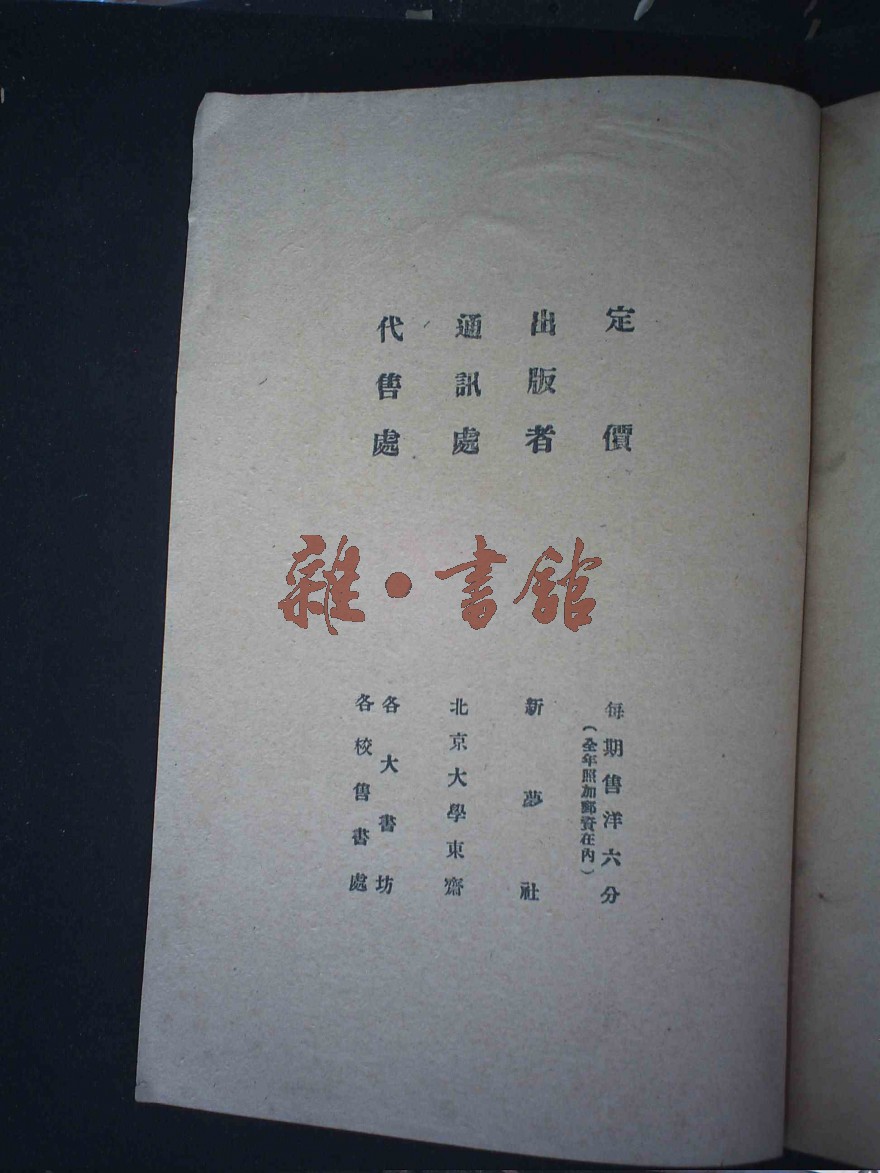 定價
每期售洋六分
(全年照加郵資在內)
出版者
新夢社
通訊處
北京大學東齋
代售處
各大書坊
各校售書處
雜·書館